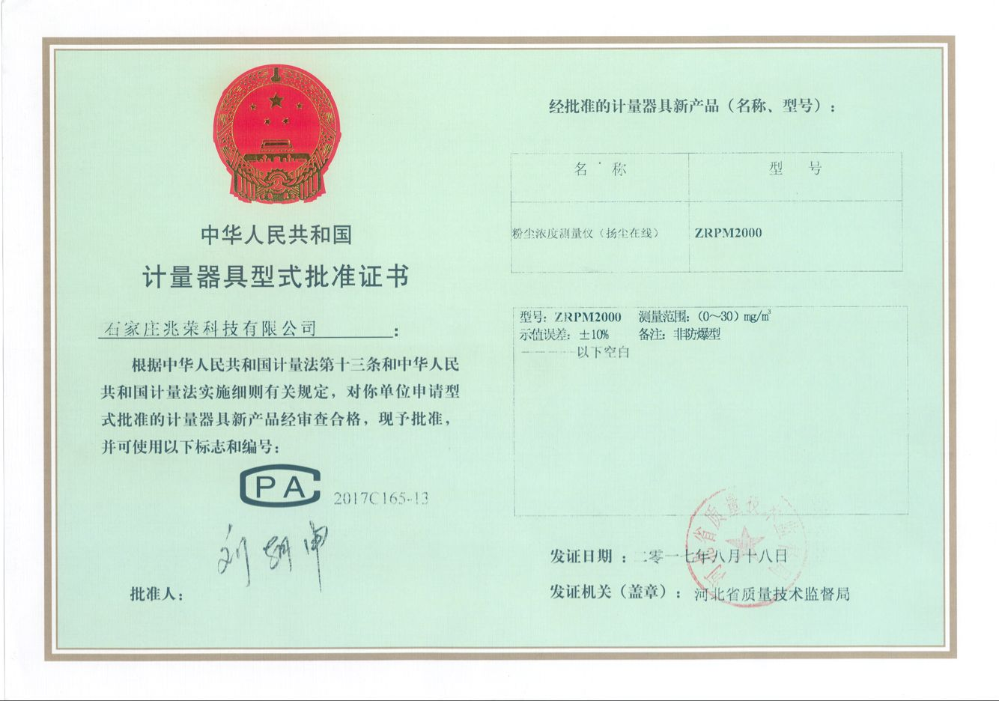 中华人民共和国
计量器具型式批准证书
石家庄兆荣科技有限公司：
根据中华人民共和国计量法第十三条和中华人民
共和国计量法实施细则有关规定，对你单位申请型
式批准的计量器具新产品经审查合格，现予批准，
并可使用以下标志和编号：
CPA 2017C165-13
批准人：
经批准的计量器具新产品（名称、型号）：
名 称 型 号
粉尘浓度测量仪（扬尘在线） ZRPM2000
型号：ZRPM2000 测量范围：（0～30）mg/m³
示值误差：±10% 备注：非防爆型
—————以下空白
发证日期：二零一七年八月十八日
发证机关（盖章）：河北省质量技术监督局
河北省质量技术监督局